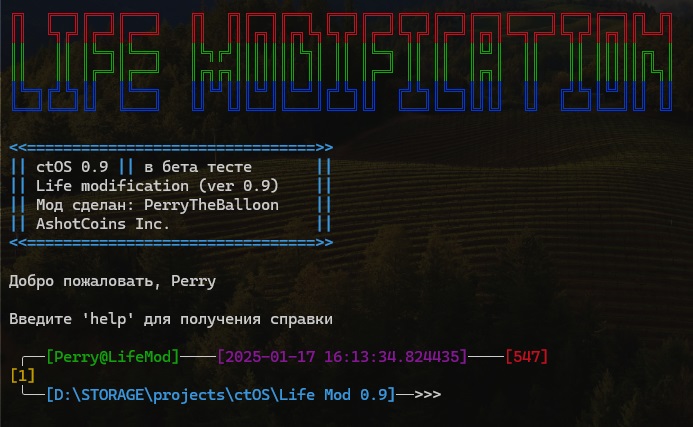 LIFE MODIFICATION
<<================================>>
|| ctOS 0.9 || в бета тесте ||
|| Life modification (ver 0.9) ||
|| Мод сделан: PerryTheBalloon ||
|| AshotCoins Inc. ||
<<================================>>
Добро пожаловать, Perry
Введите 'help' для получения справки
╭──[Perry@LifeMod]────[2025-01-17 16:13:34.824435]────[547]
[1]
╰──[D:\STORAGE\projects\ctOS\Life Mod 0.9]──>>>